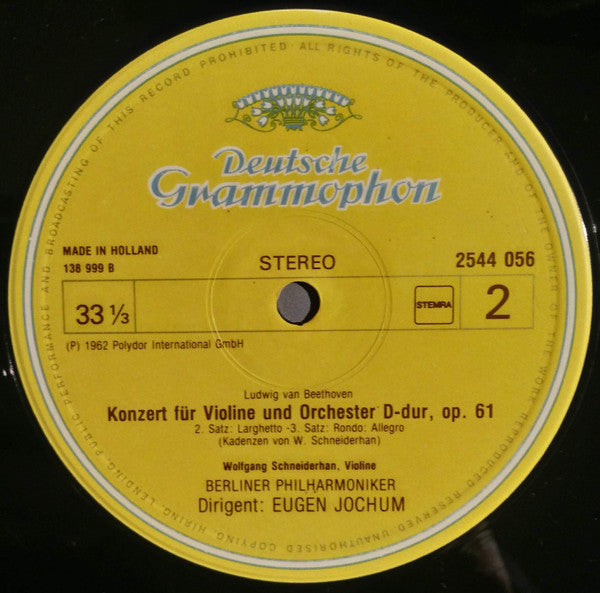 PUBLIC PERFORMANCE AND BROADCASTING OF THIS RECORD PROHIBITED · ALL RIGHTS OF THE PRODUCER AND OF THE OWNER OF THE WORK REPRODUCED RESERVED · UNAUTHORISED COPYING, HIRING, LENDING,
Deutsche
Grammophon
MADE IN HOLLAND
138 999 B
STEREO
2544 056
33 1/3
STEMRA
2
(P) 1962 Polydor International GmbH
Ludwig van Beethoven
Konzert für Violine und Orchester D-dur, op. 61
2. Satz: Larghetto -3. Satz: Rondo: Allegro
(Kadenzen von W. Schneiderhan)
Wolfgang Schneiderhan, Violine
BERLINER PHILHARMONIKER
Dirigent: EUGEN JOCHUM